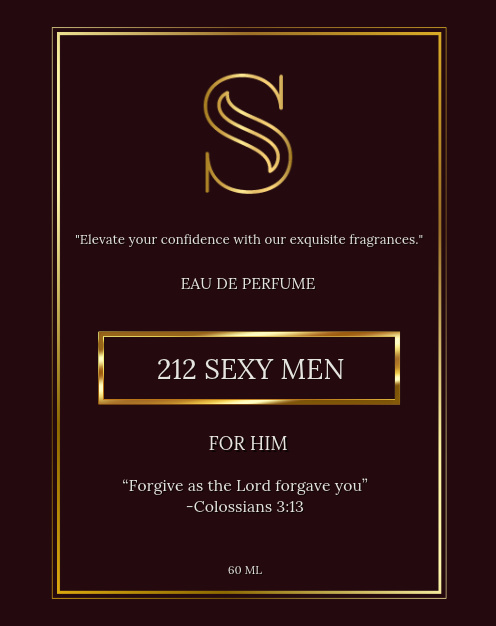 S
"Elevate your confidence with our exquisite fragrances."
EAU DE PERFUME
212 SEXY MEN
FOR HIM
“Forgive as the Lord forgave you”
-Colossians 3:13
60 ML